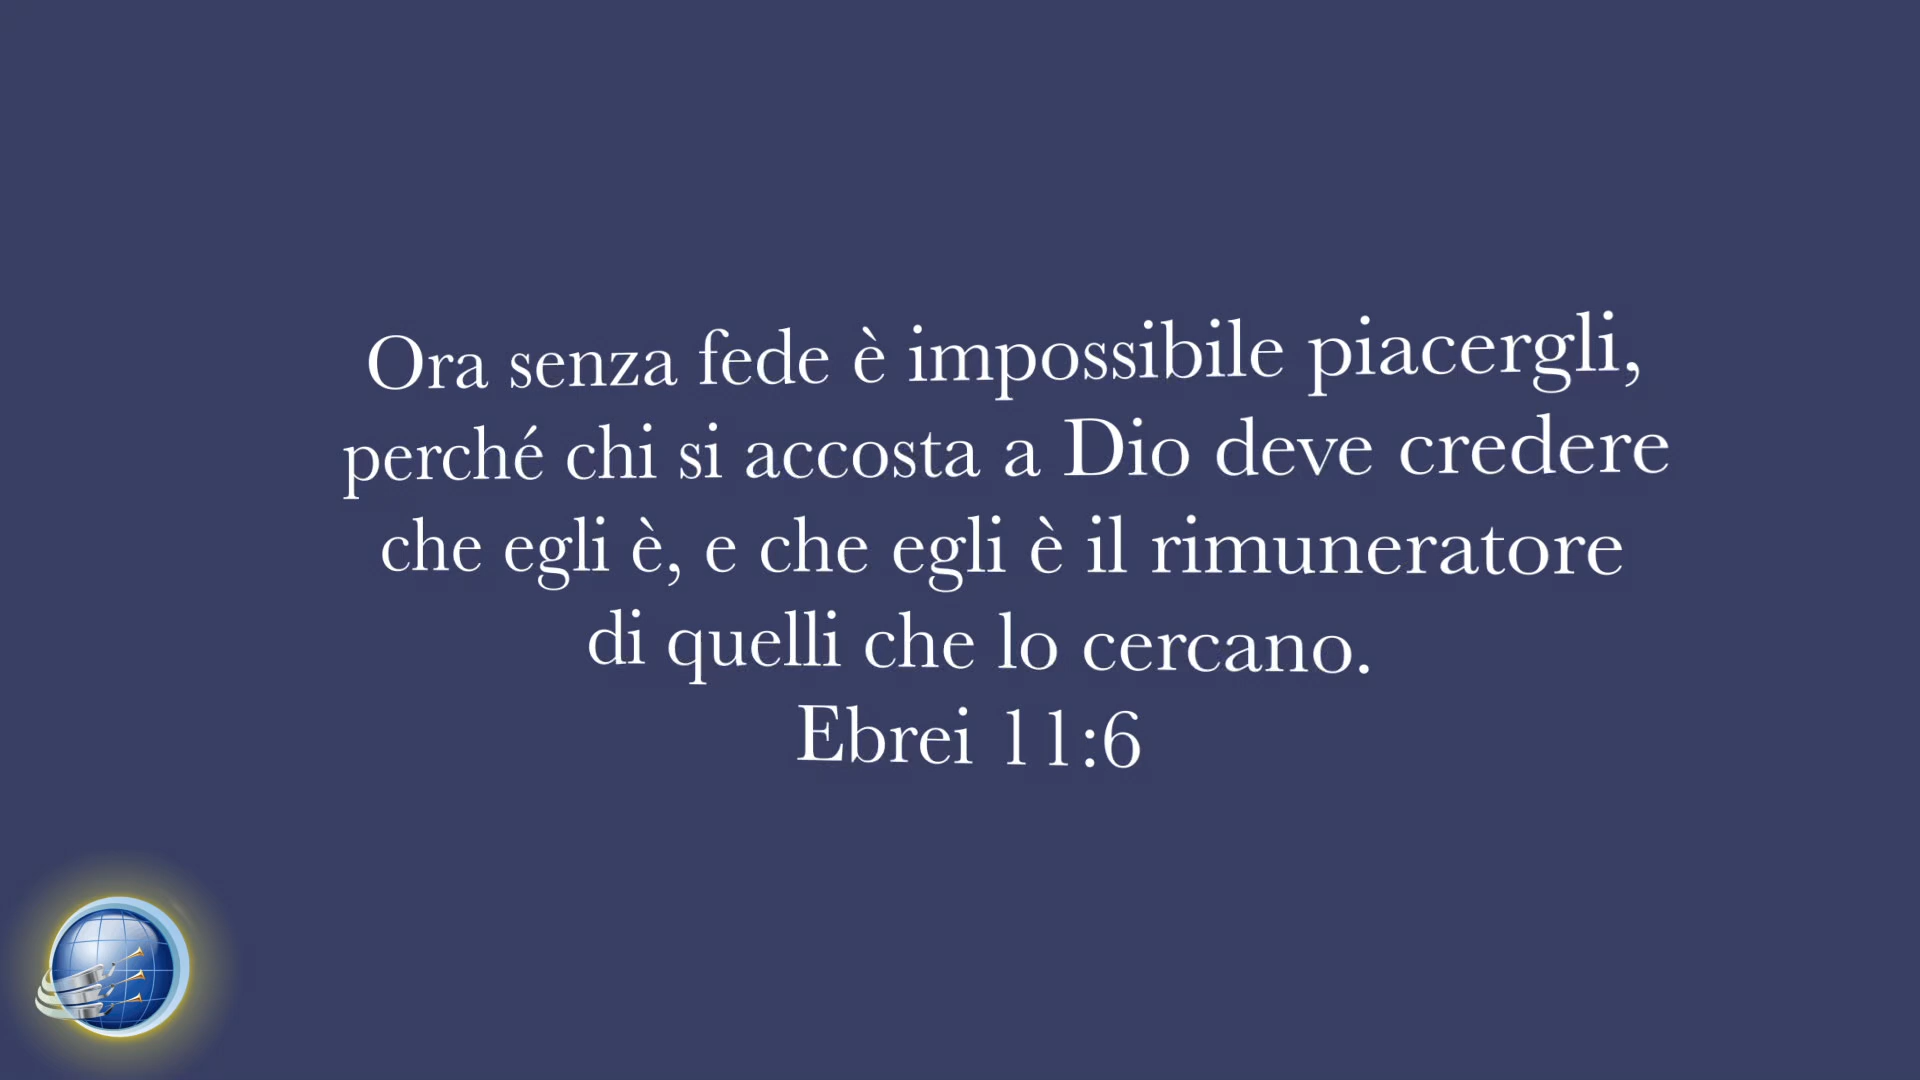 Ora senza fede è impossibile piacergli,
perché chi si accosta a Dio deve credere
che egli è, e che egli è il rimuneratore
di quelli che lo cercano.
Ebrei 11:6